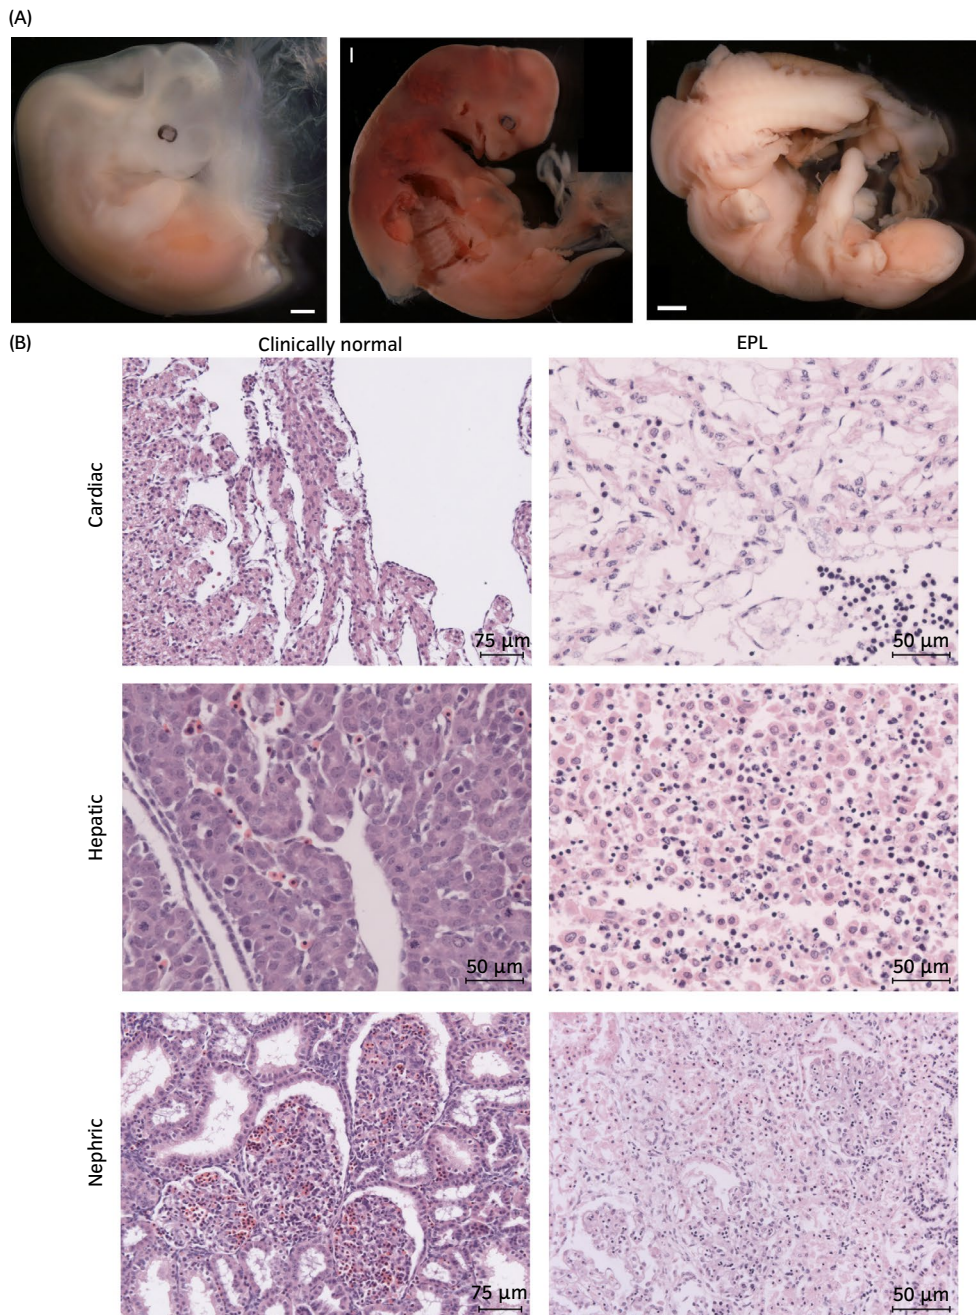 (A)
(B)
Clinically normal
EPL
Cardiac
75 µm
50 µm
Hepatic
50 µm
50 µm
Nephric
75 µm
50 µm